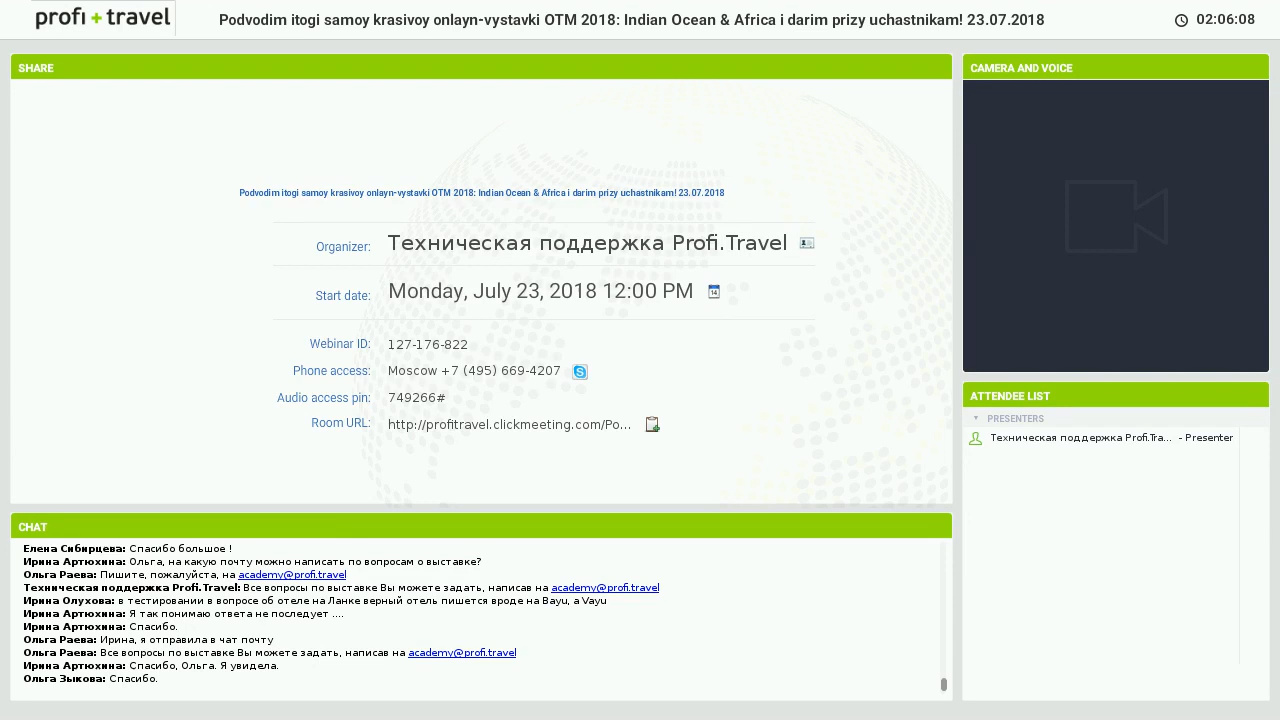 profi + travel
Podvodim itogi samoy krasivoy onlayn-vystavki OTM 2018: Indian Ocean & Africa i darim prizy uchastnikam! 23.07.2018
02:06:08
SHARE
Podvodim itogi samoy krasivoy onlayn-vystavki OTM 2018: Indian Ocean & Africa i darim prizy uchastnikam! 23.07.2018
Organizer: Техническая поддержка Profi.Travel
Start date: Monday, July 23, 2018 12:00 PM
14
Webinar ID: 127-176-822
Phone access: Moscow +7 (495) 669-4207
Audio access pin: 749266#
Room URL: http://profitravel.clickmeeting.com/Po...
CAMERA AND VOICE
ATTENDEE LIST
PRESENTERS
Техническая поддержка Profi.Tra... - Presenter
CHAT
Елена Сибирцева: Спасибо большое !
Ирина Артюхина: Ольга, на какую почту можно написать по вопросам о выставке?
Ольга Раева: Пишите, пожалуйста, на academy@profi.travel
Техническая поддержка Profi.Travel: Все вопросы по выставке Вы можете задать, написав на academy@profi.travel
Ирина Олухова: в тестировании в вопросе об отеле на Ланке верный отель пишется вроде на Bayu, а Vayu
Ирина Артюхина: Я так понимаю ответа не последует ....
Ирина Артюхина: Спасибо.
Ольга Раева: Ирина, я отправила в чат почту
Ольга Раева: Все вопросы по выставке Вы можете задать, написав на academy@profi.travel
Ирина Артюхина: Спасибо, Ольга. Я увидела.
Ольга Зыкова: Спасибо.